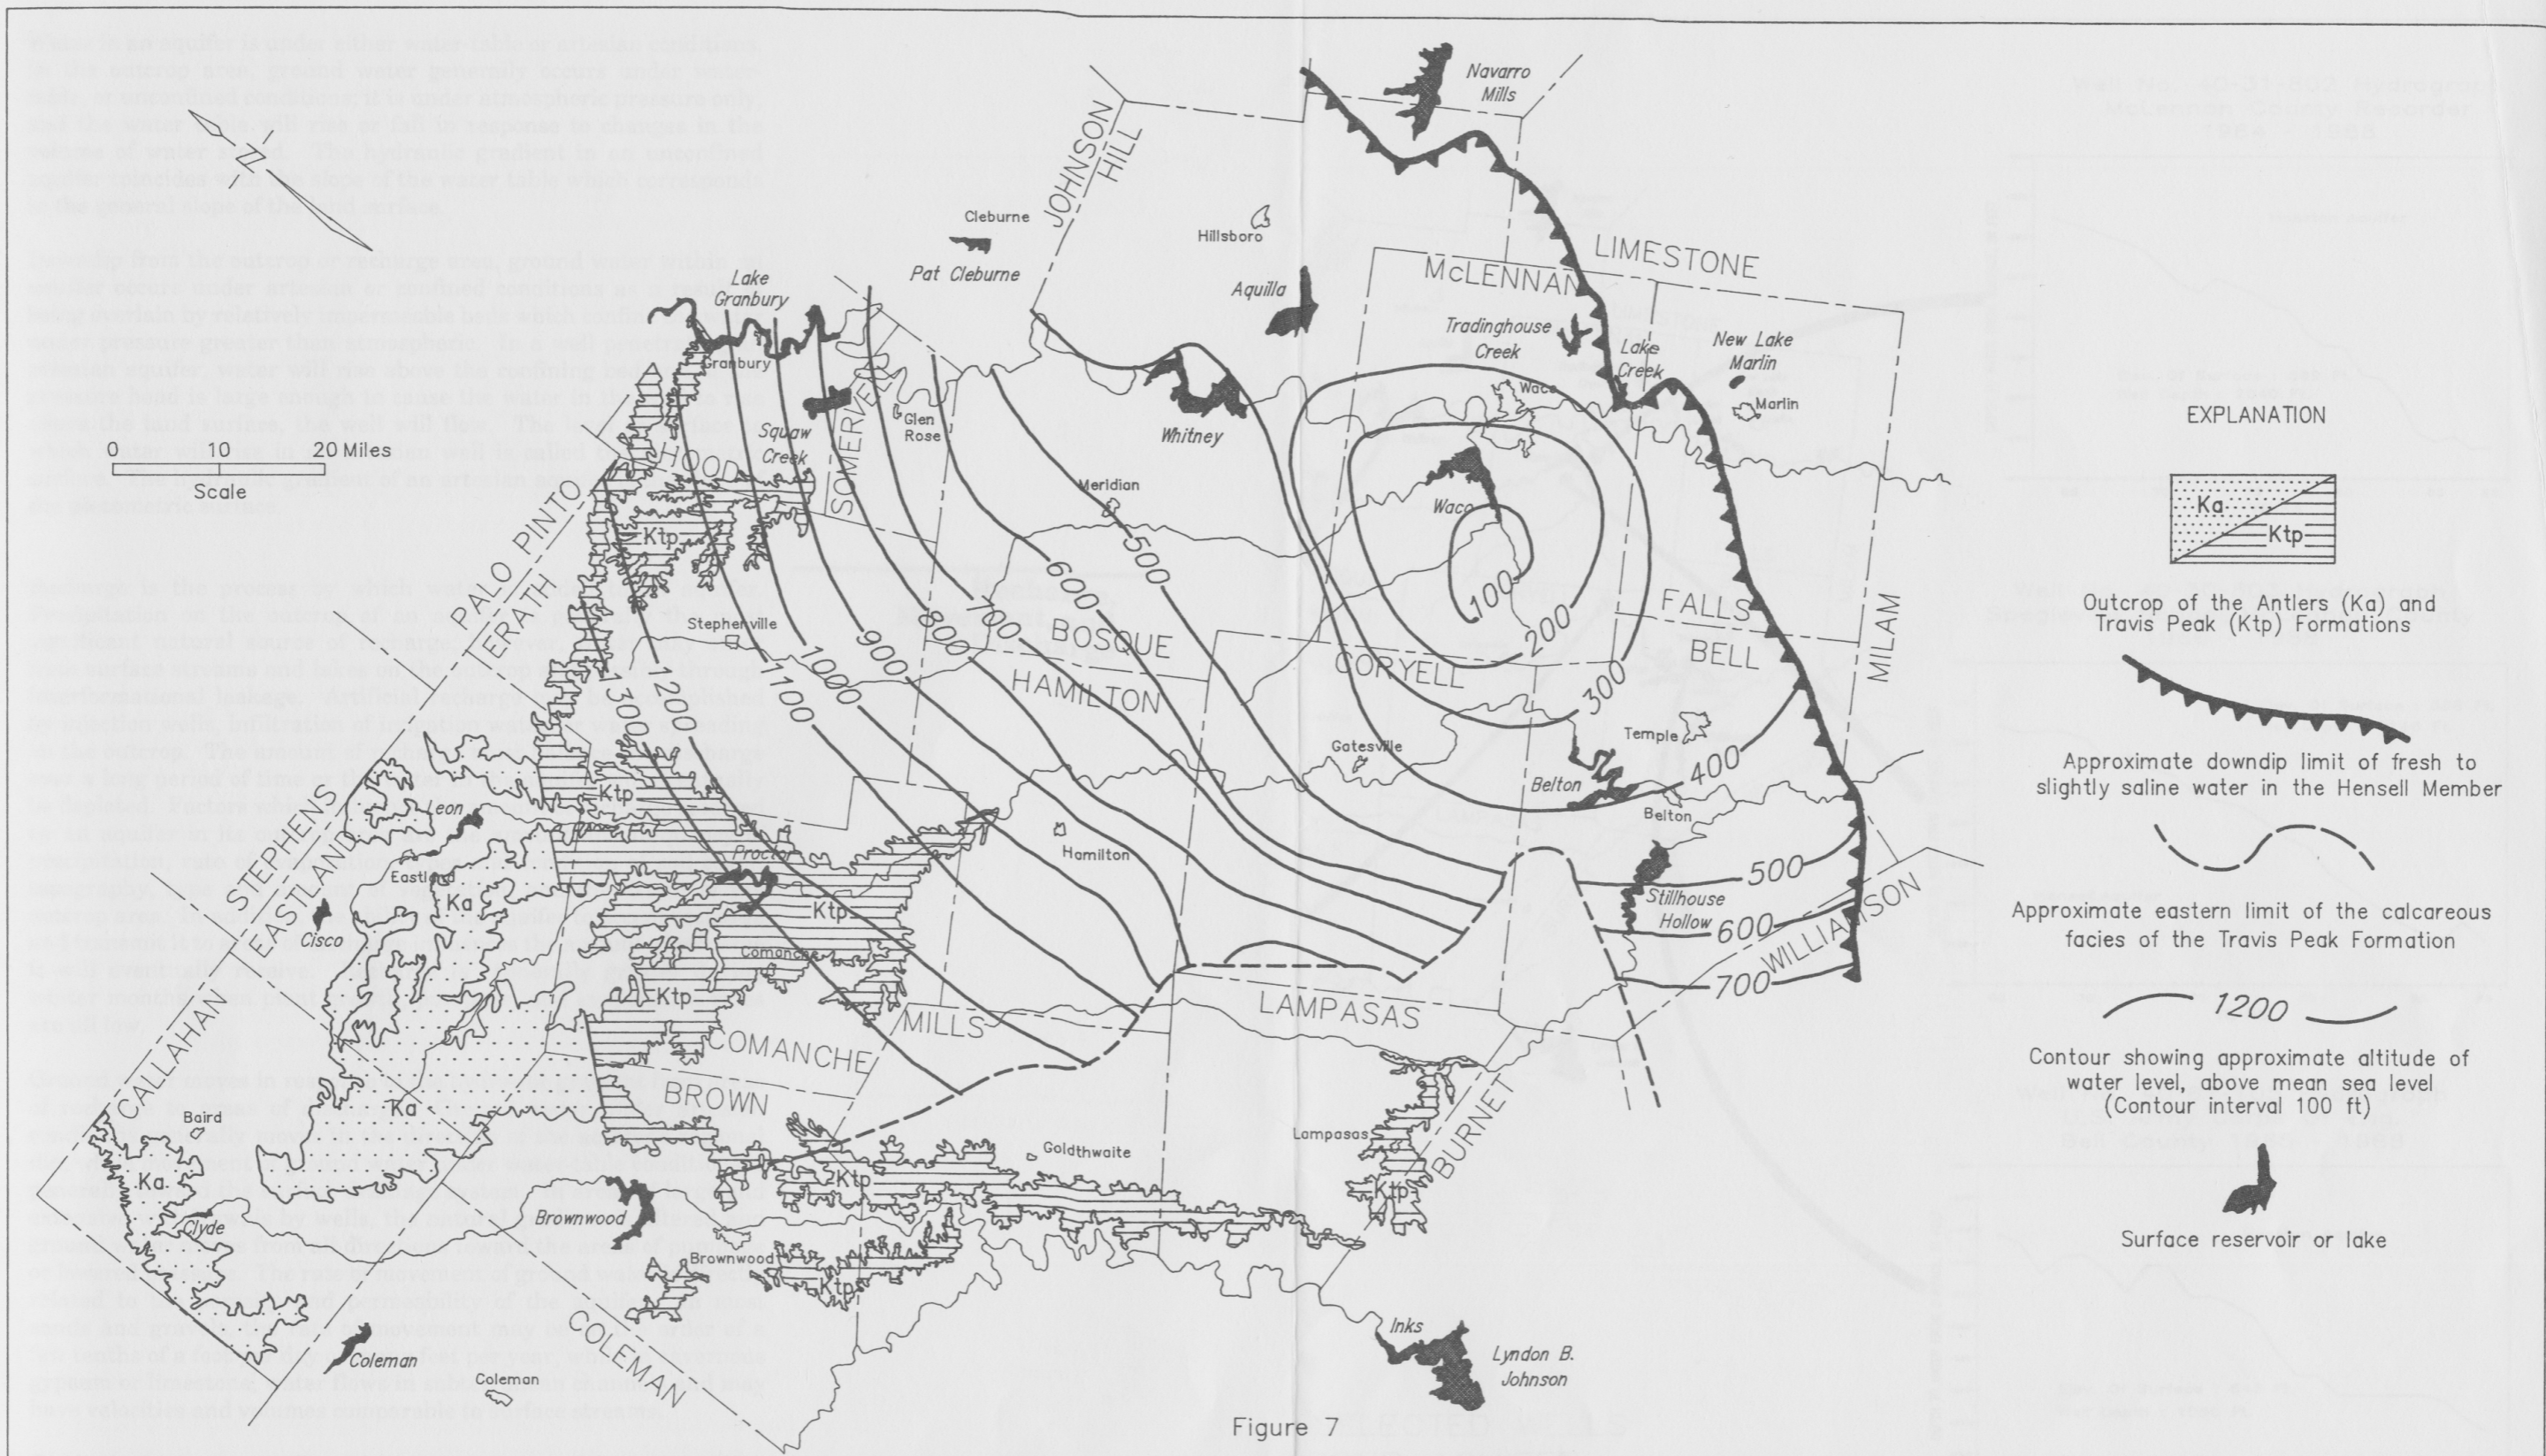 Navarro
Mills
JOHNSON
HILL
Cleburne
Pat Cleburne
Hillsboro
Aquilla
LIMESTONE
McLENNAN
Tradinghouse
Creek
Lake
Creek
New Lake
Marlin
Marlin
Waco
Waco
Lake
Granbury
Granbury
Squaw
Creek
SOMERVELL
Glen
Rose
HOOD
Whitney
Meridian
N
0 10 20 Miles
Scale
PALO PINTO
ERATH
Ktp
Stephenville
1300
1200
1100
1000
900
800
700
600
500
100
200
300
400
500
600
700
BOSQUE
HAMILTON
CORYELL
FALLS
BELL
MILAM
Temple
Gatesville
Belton
Belton
Hamilton
Stillhouse
Hollow
WILLIAMSON
STEPHENS
EASTLAND
Leon
Eastland
Cisco
Ka
Ktp
Proctor
Ktp
Comanche
Ktp
MILLS
LAMPASAS
COMANCHE
BROWN
CALLAHAN
Baird
Ka
Ka
Clyde
Brownwood
Brownwood
Ktp
Ktp
Goldthwaite
Lampasas
Ktp
BURNET
COLEMAN
Coleman
Coleman
Inks
Lyndon B.
Johnson
EXPLANATION
Ka
Ktp
Outcrop of the Antlers (Ka) and
Travis Peak (Ktp) Formations
Approximate downdip limit of fresh to
slightly saline water in the Hensell Member
Approximate eastern limit of the calcareous
facies of the Travis Peak Formation
1200
Contour showing approximate altitude of
water level, above mean sea level
(Contour interval 100 ft)
Surface reservoir or lake
Figure 7